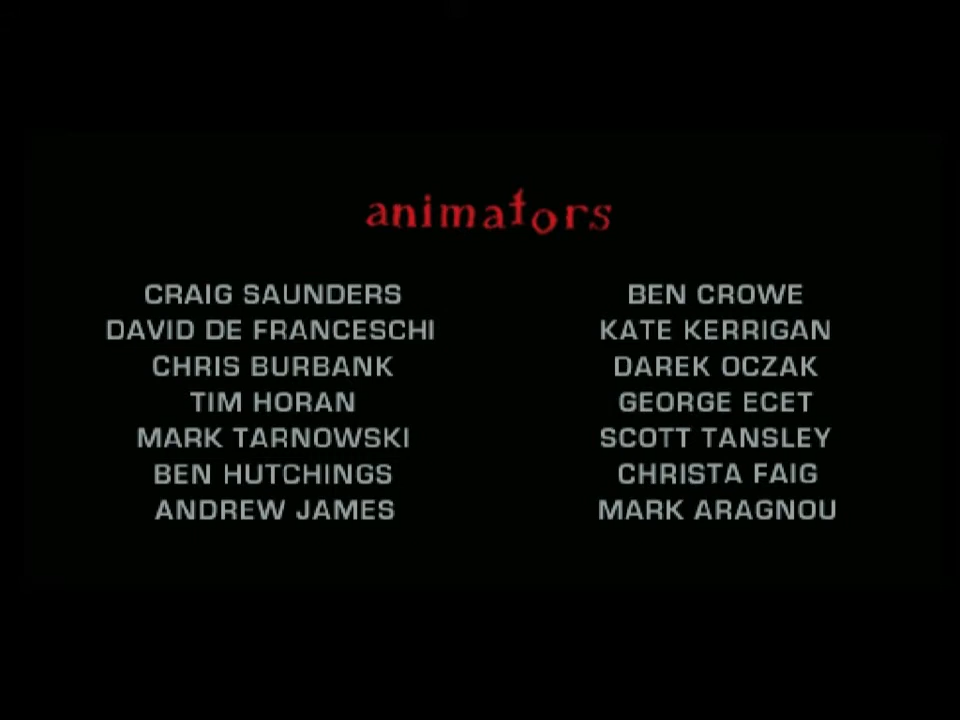 animators
CRAIG SAUNDERS
DAVID DE FRANCESCHI
CHRIS BURBANK
TIM HORAN
MARK TARNOWSKI
BEN HUTCHINGS
ANDREW JAMES
BEN CROWE
KATE KERRIGAN
DAREK OCZAK
GEORGE ECET
SCOTT TANSLEY
CHRISTA FAIG
MARK ARAGNOU